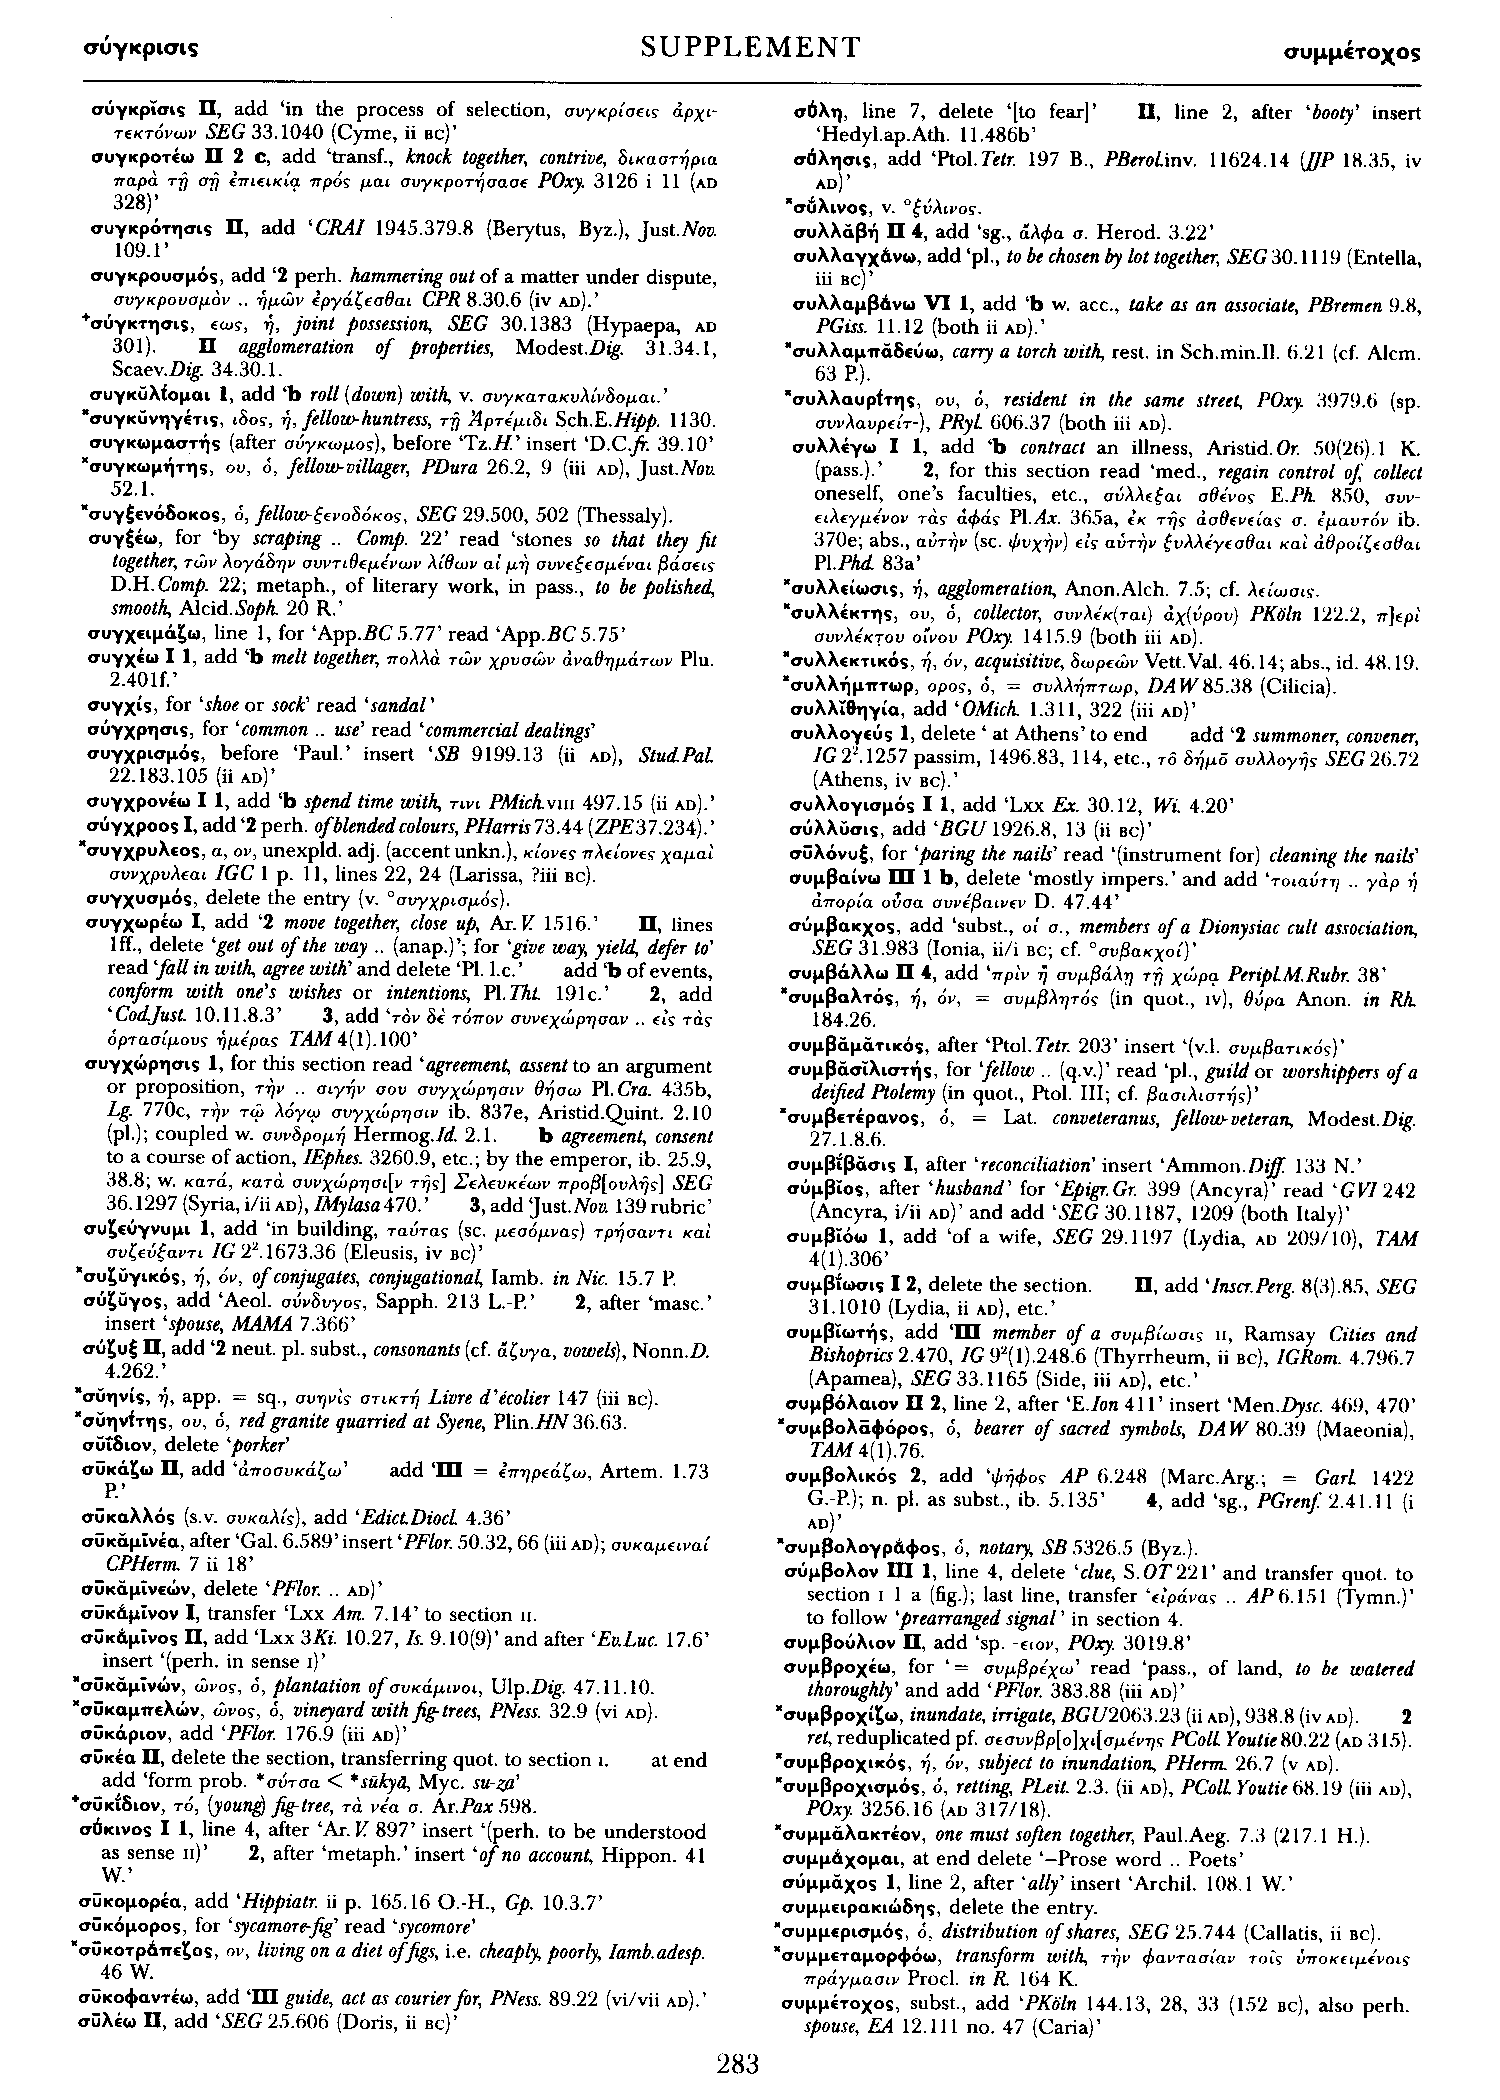 σύγκρισις
SUPPLEMENT
συμμέτοχος
σύγκρῐσις II, add ‘in the process of selection, συγκρίσεις ἀρχι-
τεκτόνων SEG 33.1040 (Cyme, ii BC)’
συγκροτέω II 2 c, add ‘transf., knock together, contrive, δικαστήρια
παρὰ τῇ σῇ ἐπιεικίᾳ πρός μαι συγκροτήσασε POxy. 3126 i 11 (AD
328)’
συγκρότησις II, add ‘CRAI 1945.379.8 (Berytus, Byz.), Just.Nov.
109.1’
συγκρουσμός, add ‘2 perh. hammering out of a matter under dispute,
συγκρουσμὸν .. ἡμῶν ἐργάζεσθαι CPR 8.30.6 (iv AD).’
⁺σύγκτησις, εως, ἡ, joint possession, SEG 30.1383 (Hypaepa, AD
301). II agglomeration of properties, Modest.Dig. 31.34.1,
Scaev.Dig. 34.30.1.
συγκῠλίομαι 1, add ‘b roll (down) with, v. συγκατακυλίνδομαι.’
*συγκῠνηγέτις, ιδος, ἡ, fellow-huntress, τῇ Ἀρτέμιδι Sch.E.Hipp. 1130.
συγκωμαστής (after σύγκωμος), before ‘Tz.H.’ insert ‘D.C.fr. 39.10’
*συγκωμήτης, ου, ὁ, fellow-villager, PDura 26.2, 9 (iii AD), Just.Nov.
52.1.
*συγξενόδοκος, ὁ, fellow-ξενοδόκος, SEG 29.500, 502 (Thessaly).
συγξέω, for ‘by scraping .. Comp. 22’ read ‘stones so that they fit
together, τῶν λογάδην συντιθεμένων λίθων αἱ μὴ συνεξεσμέναι βάσεις
D.H.Comp. 22; metaph., of literary work, in pass., to be polished,
smooth, Alcid.Soph. 20 R.’
συγχειμάζω, line 1, for ‘App.BC 5.77’ read ‘App.BC 5.75’
συγχέω I 1, add ‘b melt together, πολλὰ τῶν χρυσῶν ἀναθημάτων Plu.
2.401f.’
συγχίς, for ‘shoe or sock’ read ‘sandal’
σύγχρησις, for ‘common .. use’ read ‘commercial dealings’
συγχρισμός, before ‘Paul.’ insert ‘SB 9199.13 (ii AD), Stud.Pal.
22.183.105 (ii AD)’
συγχρονέω I 1, add ‘b spend time with, τινι PMich.VIII 497.15 (ii AD).’
σύγχροος I, add ‘2 perh. of blended colours, PHarris 73.44 (ZPE 37.234).’
*συγχρυλεος, α, ον, unexpld. adj. (accent unkn.), κίονες πλείονες χαμαὶ
συνχρυλεαι IGC 1 p. 11, lines 22, 24 (Larissa, ?iii BC).
συγχυσμός, delete the entry (v. °συγχρισμός).
συγχωρέω I, add ‘2 move together, close up, Ar.V. 1516.’ II, lines
1ff., delete ‘get out of the way .. (anap.)’; for ‘give way, yield, defer to’
read ‘fall in with, agree with’ and delete ‘Pl. l.c.’ add ‘b of events,
conform with one’s wishes or intentions, Pl.Tht. 191c.’ 2, add
‘Cod.Just. 10.11.8.3’ 3, add ‘τὸν δὲ τόπον συνεχώρησαν .. εἰς τὰς
ὁρτασίμους ἡμέρας TAM 4(1).100’
συγχώρησις 1, for this section read ‘agreement, assent to an argument
or proposition, τὴν .. σιγήν σου συγχώρησιν θήσω Pl.Cra. 435b,
Lg. 770c, τὴν τῷ λόγῳ συγχώρησιν ib. 837e, Aristid.Quint. 2.10
(pl.); coupled w. συνδρομή Hermog.Id. 2.1. b agreement, consent
to a course of action, IEphes. 3260.9, etc.; by the emperor, ib. 25.9,
38.8; w. κατά, κατὰ συνχώρησι[ν τῆς] Σελευκέων προβ[ουλῆς] SEG
36.1297 (Syria, i/ii AD), IMylasa 470.’ 3, add ‘Just.Nov. 139 rubric’
συζεύγνυμι 1, add ‘in building, ταύτας (sc. μεσόμνας) τρήσαντι καὶ
συζεύξαντι IG 2².1673.36 (Eleusis, iv BC)’
*συζῠγικός, ή, όν, of conjugates, conjugational, Iamb. in Nic. 15.7 P.
σύζῠγος, add ‘Aeol. σύνδυγος, Sapph. 213 L.-P.’ 2, after ‘masc.’
insert ‘spouse, MAMA 7.366’
σύζυξ II, add ‘2 neut. pl. subst., consonants (cf. ἄζυγα, vowels), Nonn.D.
4.262.’
*σῠηνίς, ἡ, app. = sq., συηνὶς στικτή Livre d’écolier 147 (iii BC).
*σῠηνίτης, ου, ὁ, red granite quarried at Syene, Plin.HN 36.63.
σῠΐδιον, delete ‘porker’
σῡκάζω II, add ‘ἀποσυκάζω’ add ‘III = ἐπηρεάζω, Artem. 1.73
P.’
σῡκαλλός (s.v. συκαλίς), add ‘Edict.Diocl. 4.36’
σῡκᾰμῑνέα, after ‘Gal. 6.589’ insert ‘PFlor. 50.32, 66 (iii AD); συκαμειναί
CPHerm. 7 ii 18’
σῡκᾰμῑνεών, delete ‘PFlor. .. AD)’
σῡκάμῑνον I, transfer ‘Lxx Am. 7.14’ to section II.
σῡκάμῑνος II, add ‘Lxx 3Ki. 10.27, Is. 9.10(9)’ and after ‘Ev.Luc. 17.6’
insert ‘(perh. in sense I)’
*σῡκᾰμῑνών, ῶνος, ὁ, plantation of συκάμινοι, Ulp.Dig. 47.11.10.
*σῡκαμπελών, ῶνος, ὁ, vineyard with fig-trees, PNess. 32.9 (vi AD).
σῡκάριον, add ‘PFlor. 176.9 (iii AD)’
σῡκέα II, delete the section, transferring quot. to section I. at end
add ‘form prob. *σύτσα < *sūkyā, Myc. su-za’
⁺σῡκίδιον, τό, (young) fig-tree, τὰ νέα σ. Ar.Pax 598.
σύκινος I 1, line 4, after ‘Ar.V. 897’ insert ‘(perh. to be understood
as sense II)’ 2, after ‘metaph.’ insert ‘of no account, Hippon. 41
W.’
σῡκομορέα, add ‘Hippiatr. ii p. 165.16 O.-H., Gp. 10.3.7’
σῡκόμορος, for ‘sycamore-fig’ read ‘sycomore’
*σῡκοτράπεζος, ον, living on a diet of figs, i.e. cheaply, poorly, Iamb.adesp.
46 W.
σῡκοφαντέω, add ‘III guide, act as courier for, PNess. 89.22 (vi/vii AD).’
σῡλέω II, add ‘SEG 25.606 (Doris, ii BC)’
σύλη, line 7, delete ‘[to fear]’ II, line 2, after ‘booty’ insert
‘Hedyl.ap.Ath. 11.486b’
σύλησις, add ‘Ptol.Tetr. 197 B., PBerol.inv. 11624.14 (JJP 18.35, iv
AD)’
*σύλινος, v. °ξύλινος.
συλλᾰβή II 4, add ‘sg., ἄλφα σ. Herod. 3.22’
συλλαγχάνω, add ‘pl., to be chosen by lot together, SEG 30.1119 (Entella,
iii BC)’
συλλαμβάνω VI 1, add ‘b w. acc., take as an associate, PBremen 9.8,
PGiss. 11.12 (both ii AD).’
*συλλαμπᾰδεύω, carry a torch with, rest. in Sch.min.Il. 6.21 (cf. Alcm.
63 P.).
*συλλαυρίτης, ου, ὁ, resident in the same street, POxy. 3979.6 (sp.
συνλαυρείτ-), PRyl. 606.37 (both iii AD).
συλλέγω I 1, add ‘b contract an illness, Aristid.Or. 50(26).1 K.
(pass.).’ 2, for this section read ‘med., regain control of, collect
oneself, one’s faculties, etc., σύλλεξαι σθένος E.Ph. 850, συν-
ειλεγμένον τὰς ἁφάς Pl.Ax. 365a, ἐκ τῆς ἀσθενείας σ. ἐμαυτόν ib.
370e; abs., αὐτὴν (sc. ψυχὴν) εἰς αὑτὴν ξυλλέγεσθαι καὶ ἀθροίζεσθαι
Pl.Phd. 83a’
*συλλείωσις, ἡ, agglomeration, Anon.Alch. 7.5; cf. λείωσις.
*συλλέκτης, ου, ὁ, collector, συνλέκ(ται) ἀχ(ύρου) PKöln 122.2, π]ερὶ
συνλέκτου οἴνου POxy. 1415.9 (both iii AD).
*συλλεκτικός, ή, όν, acquisitive, δωρεῶν Vett.Val. 46.14; abs., id. 48.19.
*συλλήμπτωρ, ορος, ὁ, = συλλήπτωρ, DAW 85.38 (Cilicia).
συλλῐθηγία, add ‘OMich. 1.311, 322 (iii AD)’
συλλογεύς 1, delete ‘ at Athens’ to end add ‘2 summoner, convener,
IG 2².1257 passim, 1496.83, 114, etc., τõ δήμō συλλογῆς SEG 26.72
(Athens, iv BC).’
συλλογισμός I 1, add ‘Lxx Ex. 30.12, Wi. 4.20’
σύλλῠσις, add ‘BGU 1926.8, 13 (ii BC)’
σῡλόνυξ, for ‘paring the nails’ read ‘(instrument for) cleaning the nails’
συμβαίνω III 1 b, delete ‘mostly impers.’ and add ‘τοιαύτη .. γὰρ ἡ
ἀπορία οὖσα συνέβαινεν D. 47.44’
σύμβακχος, add ‘subst., οἱ σ., members of a Dionysiac cult association,
SEG 31.983 (Ionia, ii/i BC; cf. °συβακχοί)’
συμβάλλω II 4, add ‘πρὶν ἢ συμβάλῃ τῇ χώρᾳ Peripl.M.Rubr. 38’
*συμβαλτός, ή, όν, = συμβλητός (in quot., IV), θύρα Anon. in Rh.
184.26.
συμβᾰμᾰτικός, after ‘Ptol.Tetr. 203’ insert ‘(v.l. συμβατικός)’
συμβᾰσῐλιστής, for ‘fellow .. (q.v.)’ read ‘pl., guild or worshippers of a
deified Ptolemy (in quot., Ptol. III; cf. βασιλιστής)’
*συμβετέρανος, ὁ, = Lat. conveteranus, fellow-veteran, Modest.Dig.
27.1.8.6.
συμβῐ́βᾰσις I, after ‘reconciliation’ insert ‘Ammon.Diff. 133 N.’
σύμβῐος, after ‘husband’ for ‘Epigr.Gr. 399 (Ancyra)’ read ‘GVI 242
(Ancyra, i/ii AD)’ and add ‘SEG 30.1187, 1209 (both Italy)’
συμβῐόω 1, add ‘of a wife, SEG 29.1197 (Lydia, AD 209/10), TAM
4(1).306’
συμβῐ́ωσις I 2, delete the section. II, add ‘Inscr.Perg. 8(3).85, SEG
31.1010 (Lydia, ii AD), etc.’
συμβῐωτής, add ‘III member of a συμβίωσις II, Ramsay Cities and
Bishoprics 2.470, IG 9²(1).248.6 (Thyrrheum, ii BC), IGRom. 4.796.7
(Apamea), SEG 33.1165 (Side, iii AD), etc.’
συμβόλαιον II 2, line 2, after ‘E.Ion 411’ insert ‘Men.Dysc. 469, 470’
*συμβολᾱφόρος, ὁ, bearer of sacred symbols, DAW 80.39 (Maeonia),
TAM 4(1).76.
συμβολικός 2, add ‘ψῆφος AP 6.248 (Marc.Arg.; = Garl. 1422
G.-P.); n. pl. as subst., ib. 5.135’ 4, add ‘sg., PGrenf. 2.41.11 (i
AD)’
*συμβολογράφος, ὁ, notary, SB 5326.5 (Byz.).
σύμβολον III 1, line 4, delete ‘clue, S.OT 221’ and transfer quot. to
section I 1 a (fig.); last line, transfer ‘εἰράνας .. AP 6.151 (Tymn.)’
to follow ‘prearranged signal’ in section 4.
συμβούλιον II, add ‘sp. -ειον, POxy. 3019.8’
συμβροχέω, for ‘= συμβρέχω’ read ‘pass., of land, to be watered
thoroughly’ and add ‘PFlor. 383.88 (iii AD)’
*συμβροχίζω, inundate, irrigate, BGU 2063.23 (ii AD), 938.8 (iv AD). 2
ret, reduplicated pf. σεσυνβρ[ο]χι[σμένης PColl. Youtie 80.22 (AD 315).
*συμβροχικός, ή, όν, subject to inundation, PHerm. 26.7 (v AD).
*συμβροχισμός, ὁ, retting, PLeit. 2.3. (ii AD), PColl. Youtie 68.19 (iii AD),
POxy. 3256.16 (AD 317/18).
*συμμᾰλακτέον, one must soften together, Paul.Aeg. 7.3 (217.1 H.).
συμμάχομαι, at end delete ‘–Prose word .. Poets’
σύμμᾰχος 1, line 2, after ‘ally’ insert ‘Archil. 108.1 W.’
συμμειρακιώδης, delete the entry.
*συμμερισμός, ὁ, distribution of shares, SEG 25.744 (Callatis, ii BC).
*συμμεταμορφόω, transform with, τὴν φαντασίαν τοῖς ὑποκειμένοις
πράγμασιν Procl. in R. 164 K.
συμμέτοχος, subst., add ‘PKöln 144.13, 28, 33 (152 BC), also perh.
spouse, EA 12.111 no. 47 (Caria)’
283